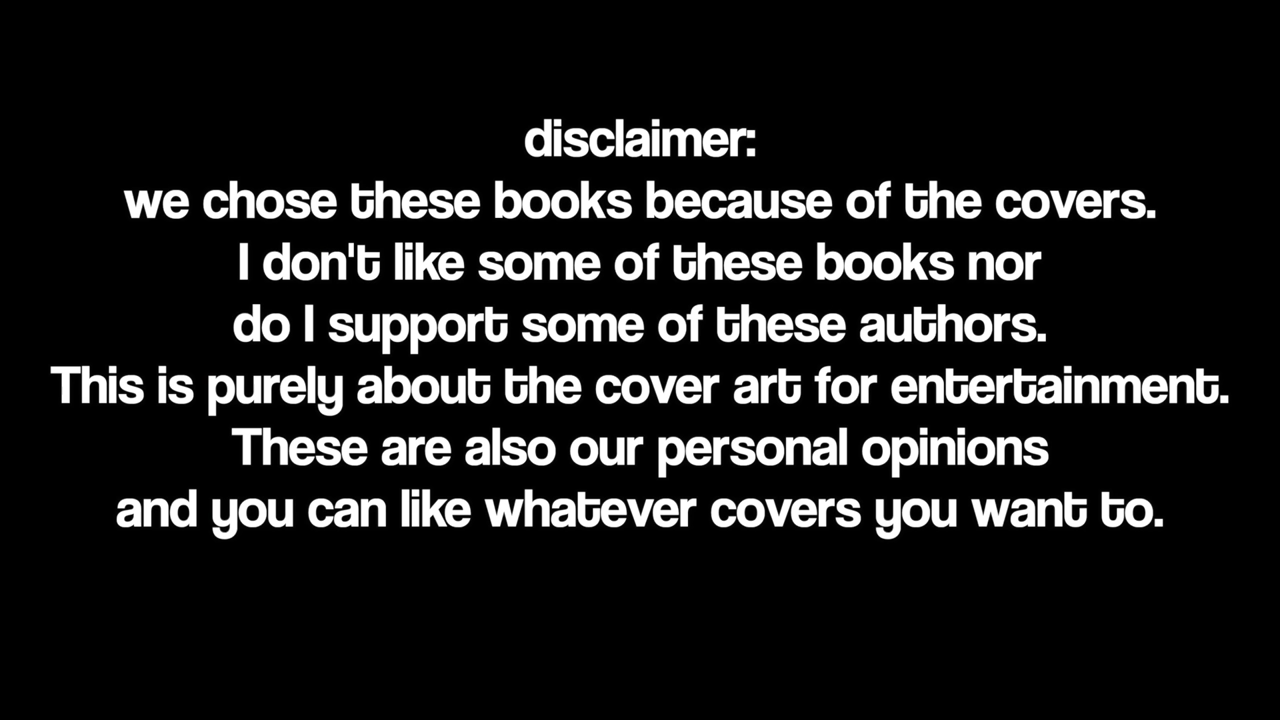 disclaimer:
we chose these books because of the covers.
I don't like some of these books nor
do I support some of these authors.
This is purely about the cover art for entertainment.
These are also our personal opinions
and you can like whatever covers you want to.